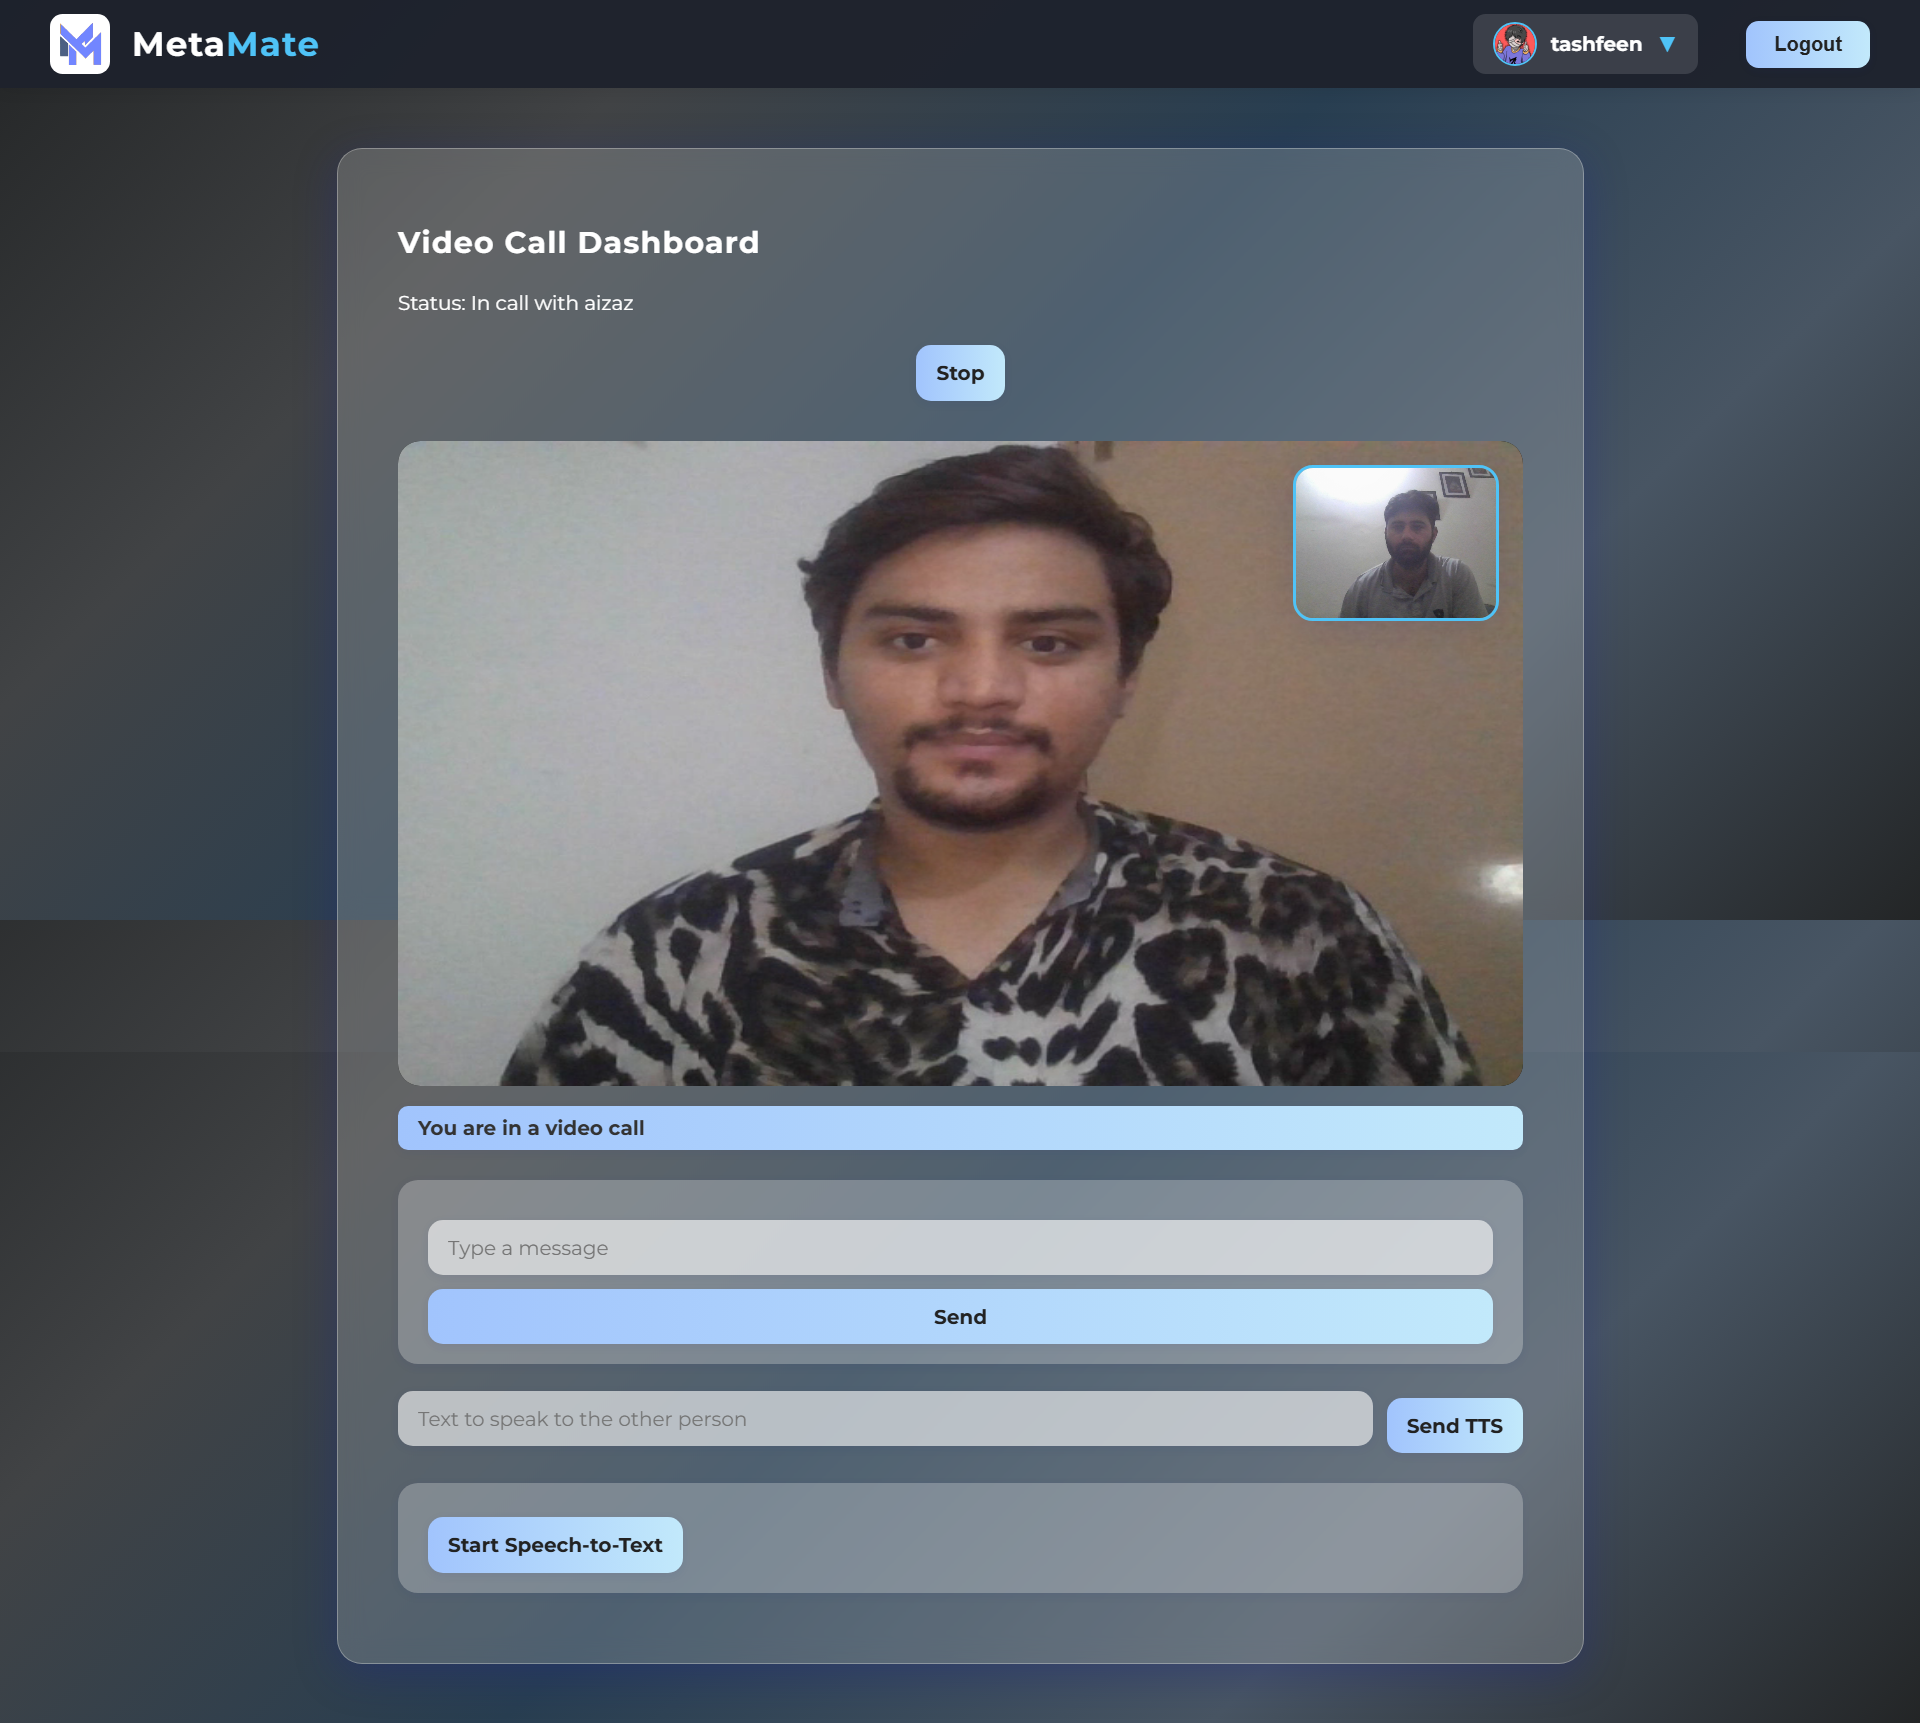 MetaMate
tashfeen ▼
Logout
Video Call Dashboard
Status: In call with aizaz
Stop
You are in a video call
Type a message
Send
Text to speak to the other person
Send TTS
Start Speech-to-Text